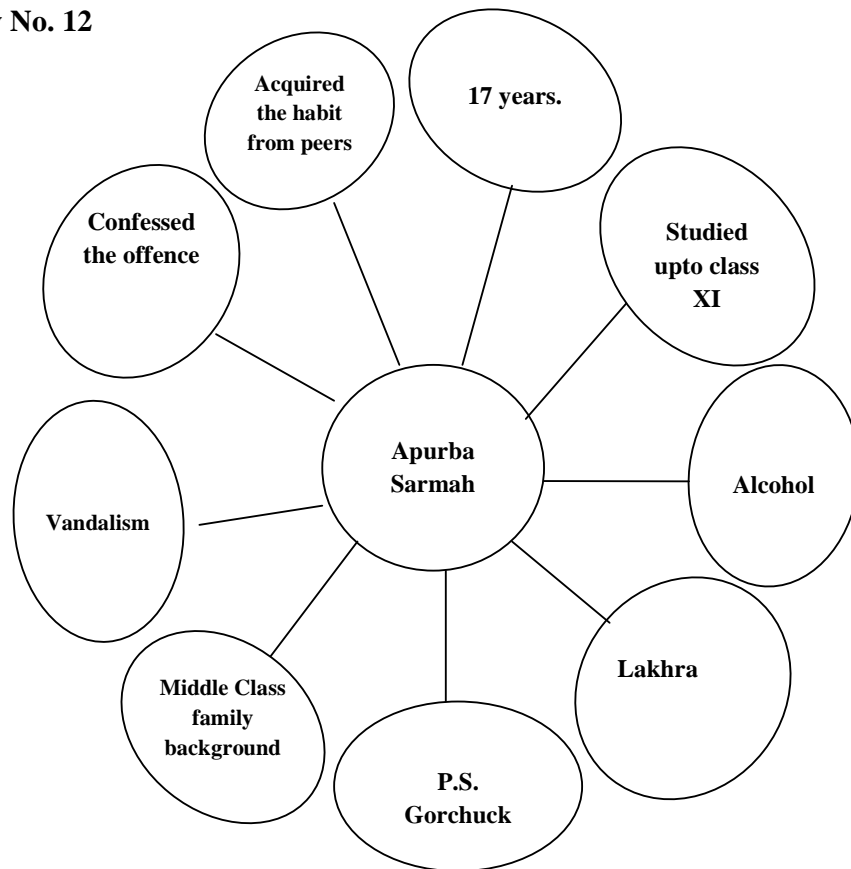 No. 12
Acquired
the habit
from peers
17 years.
Confessed
the offence
Studied
upto class
XI
Apurba
Sarmah
Alcohol
Vandalism
Lakhra
Middle Class
family
background
P.S.
Gorchuck